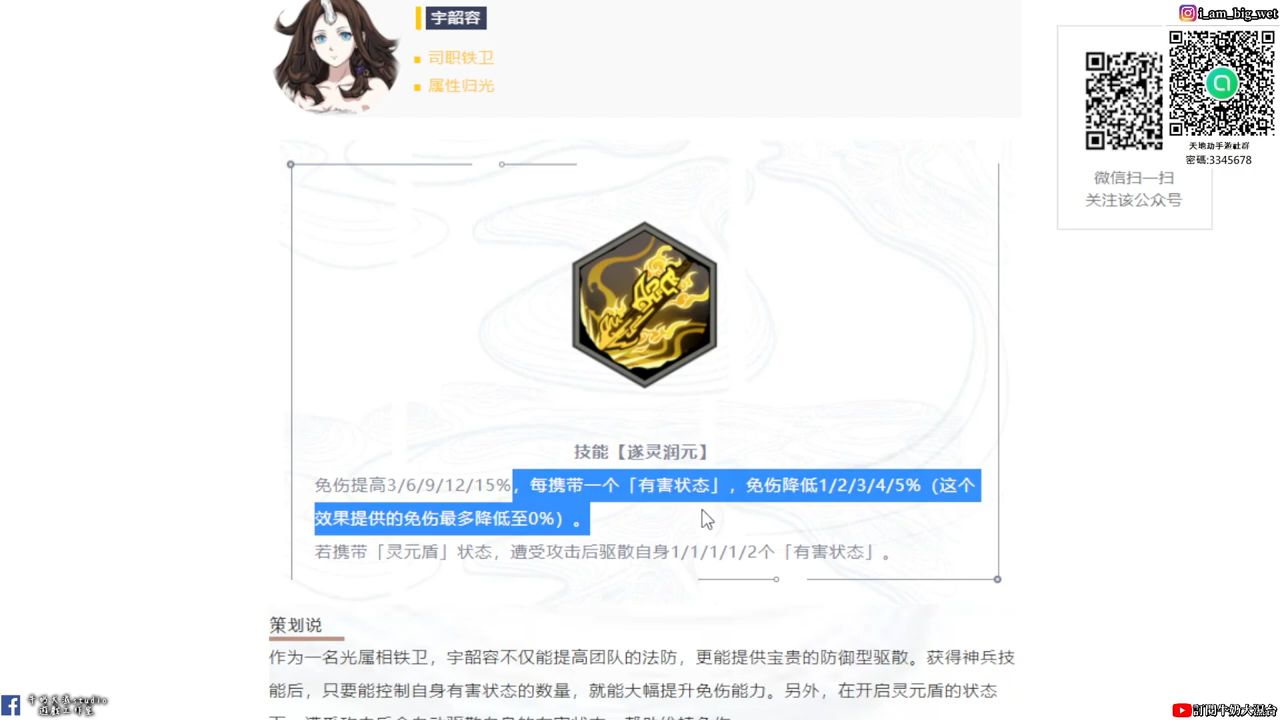 宇韶容
司职铁卫
属性归光
i_am_big_wet
天地劫手游社群
密碼:3345678
微信扫一扫
关注该公众号
技能【遂灵润元】
免伤提高3/6/9/12/15%，每携带一个「有害状态」，免伤降低1/2/3/4/5%（这个
效果提供的免伤最多降低至0%）。
若携带「灵元盾」状态，遭受攻击后驱散自身1/1/1/1/2个「有害状态」。
策划说
作为一名光属相铁卫，宇韶容不仅能提高团队的法防，更能提供宝贵的防御型驱散。获得神兵技
能后，只要能控制自身有害状态的数量，就能大幅提升免伤能力。另外，在开启灵元盾的状态
studio
遊戲工作室